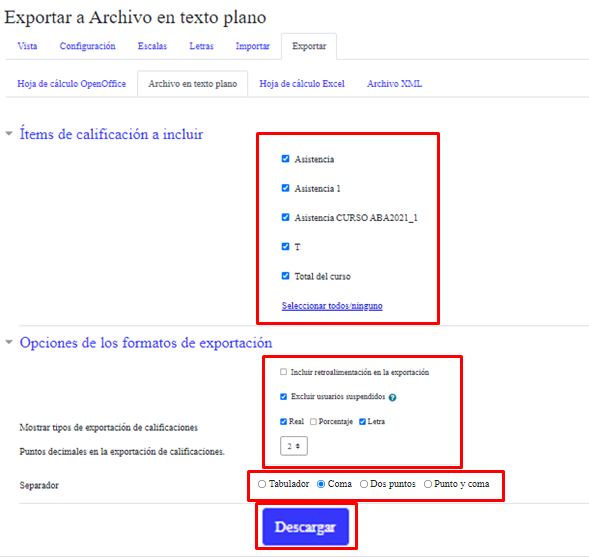 Exportar a Archivo en texto plano
Vista Configuración Escalas Letras Importar Exportar
Hoja de cálculo OpenOffice Archivo en texto plano Hoja de cálculo Excel Archivo XML
Ítems de calificación a incluir
Asistencia
Asistencia 1
Asistencia CURSO ABA2021_1
T
Total del curso
Seleccionar todos/ninguno
Opciones de los formatos de exportación
Incluir retroalimentación en la exportación
Excluir usuarios suspendidos ?
Mostrar tipos de exportación de calificaciones Real Porcentaje Letra
Puntos decimales en la exportación de calificaciones. 2
Separador Tabulador Coma Dos puntos Punto y coma
Descargar